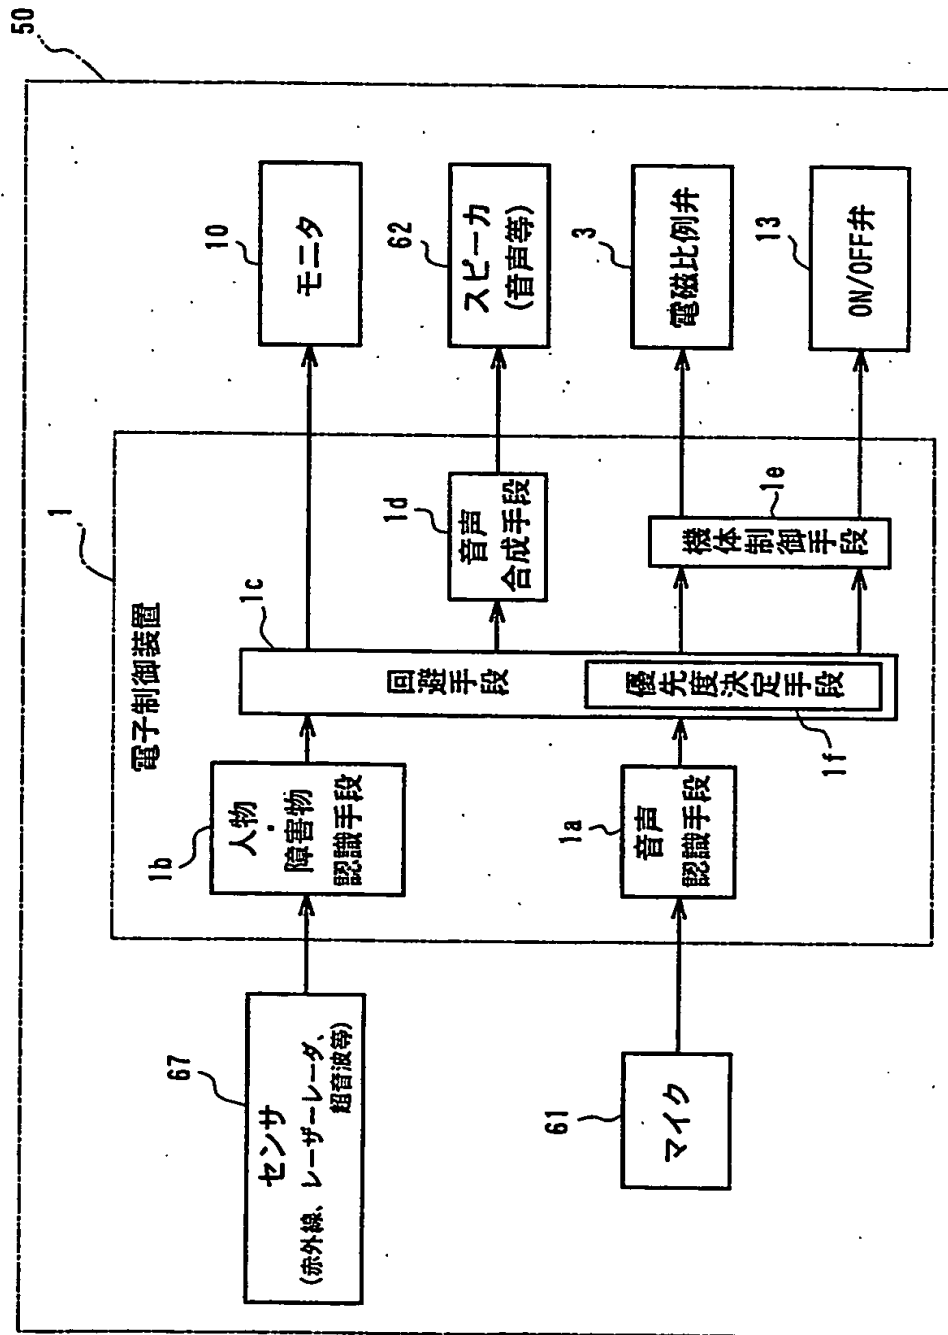 50
1
電子制御装置
67
センサ
(赤外線、レーザーレーダ、
超音波等)
1b
人物
・
障害物
認識手段
1c
回避手段
10
モニタ
1d
音声
合成手段
62
スピーカ
(音声等)
61
マイク
1a
音声
認識手段
優先度決定手段
1f
機体制御手段
1e
3
電磁比例弁
13
ON/OFF弁